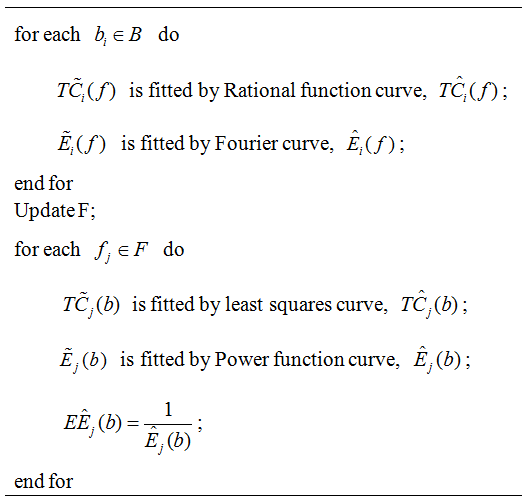 for each b_i ∈ B do
TC̃_i(f) is fitted by Rational function curve, TĈ_i(f) ;
Ẽ_i(f) is fitted by Fourier curve, Ê_i(f) ;
end for
Update F;
for each f_j ∈ F do
TC̃_j(b) is fitted by least squares curve, TĈ_j(b) ;
Ẽ_j(b) is fitted by Power function curve, Ê_j(b) ;
EÊ_j(b) = 1 / Ê_j(b) ;
end for